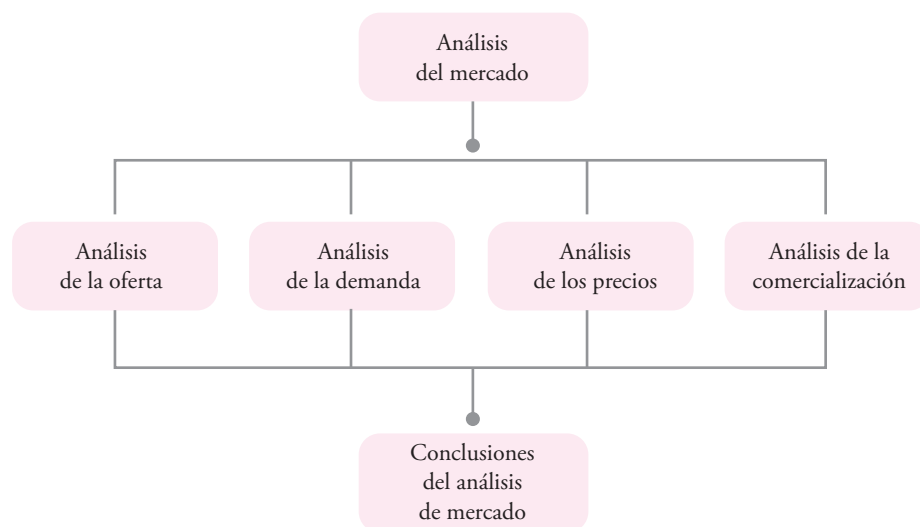 Análisis
del mercado
Análisis
de la oferta
Análisis
de la demanda
Análisis
de los precios
Análisis de la
comercialización
Conclusiones
del análisis
de mercado